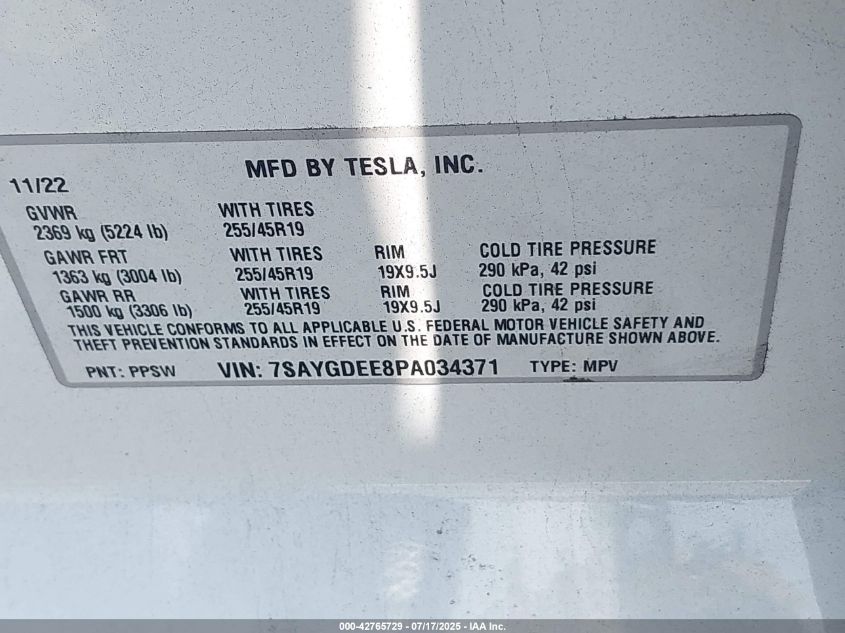 MFD BY TESLA, INC.
11/22
GVWR WITH TIRES
2369 kg (5224 lb) 255/45R19
GAWR FRT WITH TIRES RIM COLD TIRE PRESSURE
1363 kg (3004 lb) 255/45R19 19X9.5J 290 kPa, 42 psi
GAWR RR WITH TIRES RIM COLD TIRE PRESSURE
1500 kg (3306 lb) 255/45R19 19X9.5J 290 kPa, 42 psi
THIS VEHICLE CONFORMS TO ALL APPLICABLE U.S. FEDERAL MOTOR VEHICLE SAFETY AND
THEFT PREVENTION STANDARDS IN EFFECT ON THE DATE OF MANUFACTURE SHOWN ABOVE.
PNT: PPSW VIN: 7SAYGDEE8PA034371 TYPE: MPV
000-42765729 - 07/17/2025 - IAA Inc.